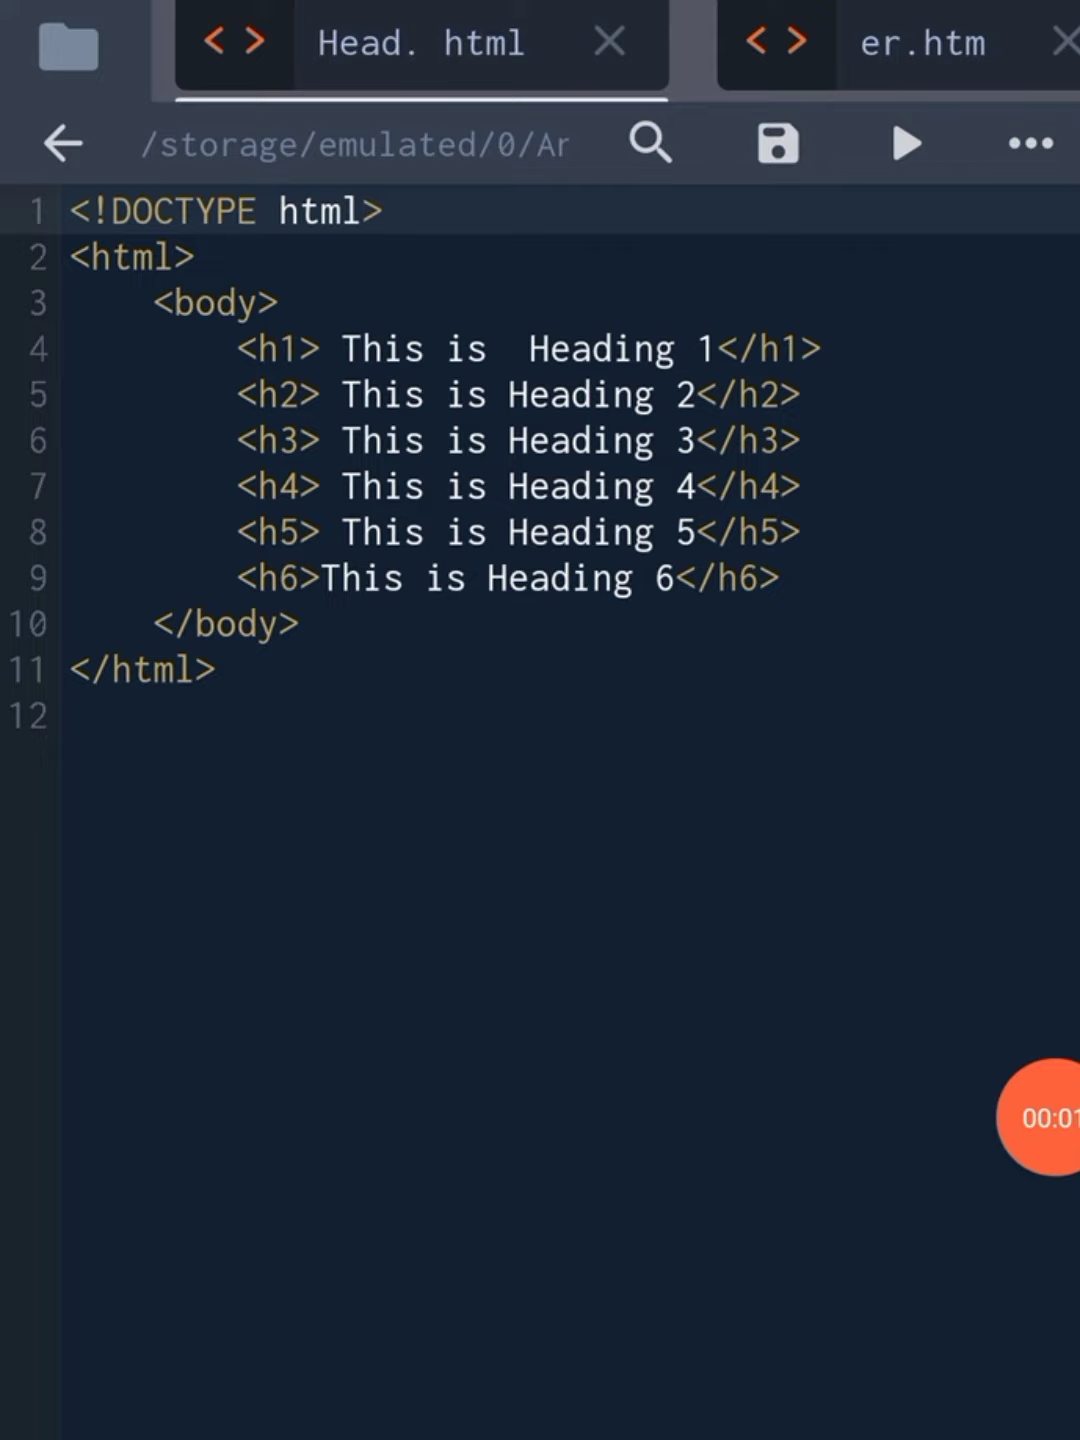 Head. html er.htm
/storage/emulated/0/Ar
1 <!DOCTYPE html>
2 <html>
3     <body>
4         <h1> This is  Heading 1</h1>
5         <h2> This is Heading 2</h2>
6         <h3> This is Heading 3</h3>
7         <h4> This is Heading 4</h4>
8         <h5> This is Heading 5</h5>
9         <h6>This is Heading 6</h6>
10     </body>
11 </html>
12
00:01